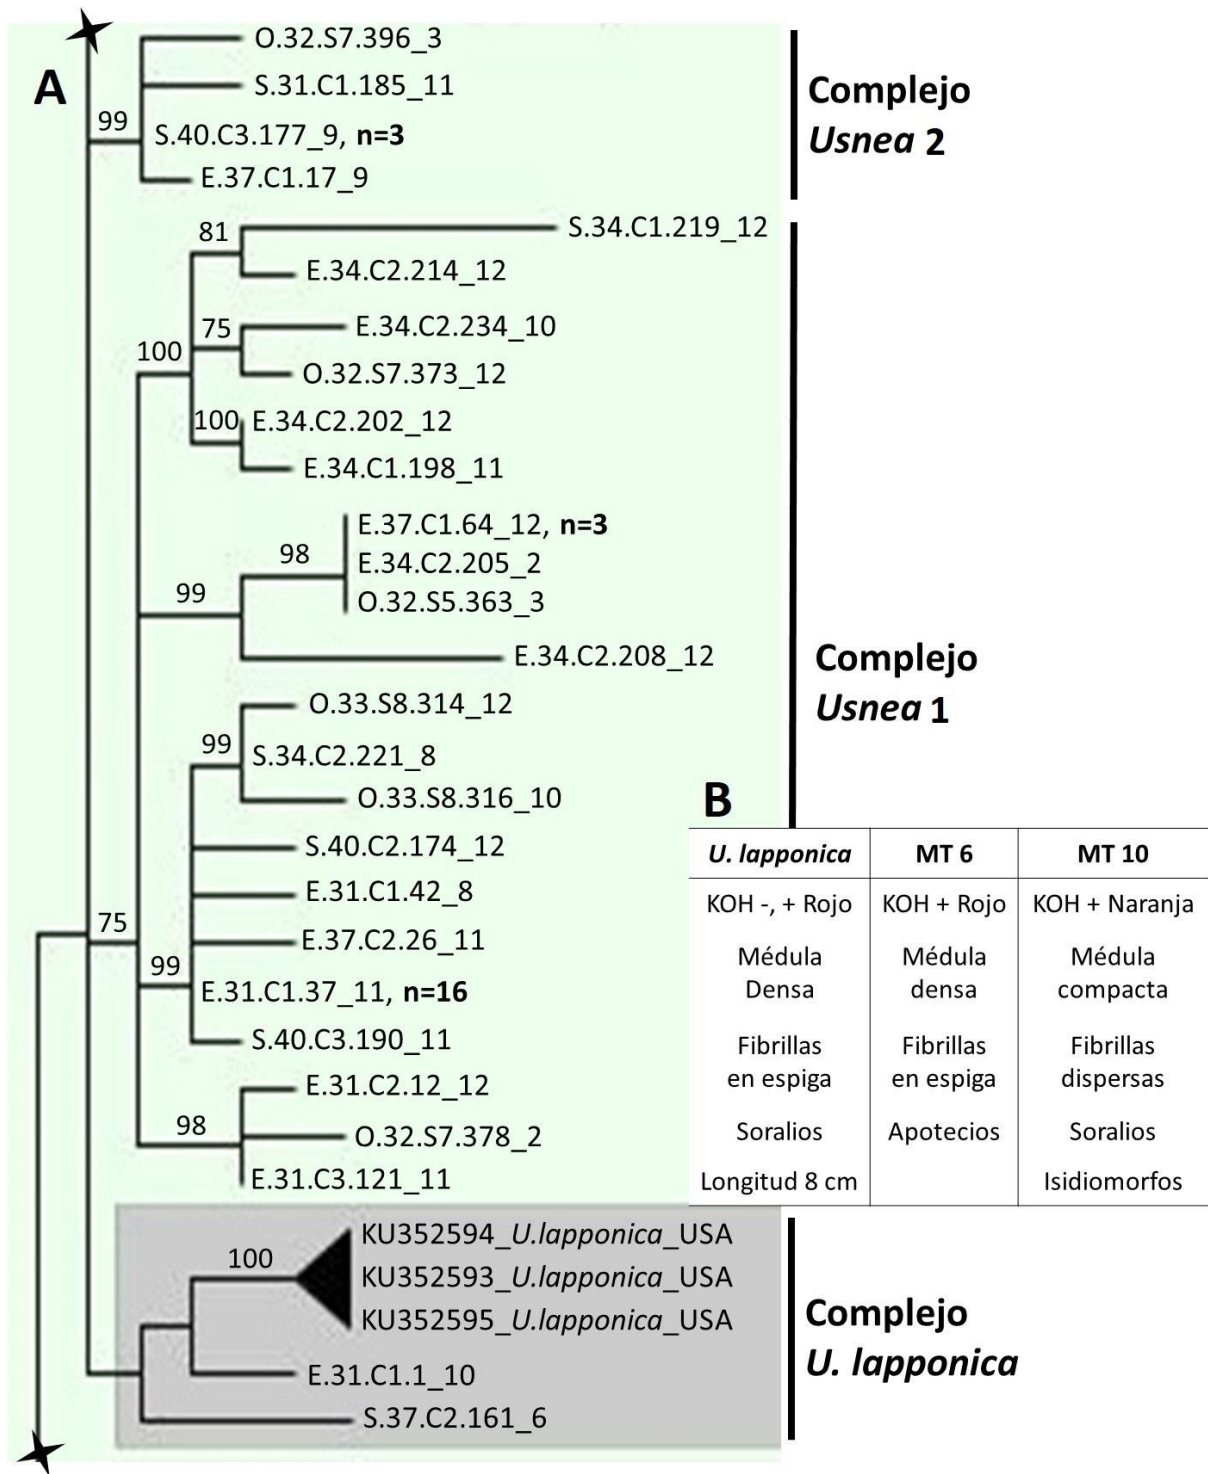 A
O.32.S7.396_3
S.31.C1.185_11
99
S.40.C3.177_9, n=3
E.37.C1.17_9
Complejo
Usnea 2
81
S.34.C1.219_12
E.34.C2.214_12
75
E.34.C2.234_10
100
O.32.S7.373_12
100
E.34.C2.202_12
E.34.C1.198_11
E.37.C1.64_12, n=3
98
E.34.C2.205_2
99
O.32.S5.363_3
E.34.C2.208_12
Complejo
Usnea 1
O.33.S8.314_12
99
S.34.C2.221_8
O.33.S8.316_10
S.40.C2.174_12
E.31.C1.42_8
75
E.37.C2.26_11
99
E.31.C1.37_11, n=16
S.40.C3.190_11
E.31.C2.12_12
98
O.32.S7.378_2
E.31.C3.121_11
B
U. lapponica MT 6 MT 10
KOH -, + Rojo KOH + Rojo KOH + Naranja
Médula Médula Médula
Densa densa compacta
Fibrillas Fibrillas Fibrillas
en espiga en espiga dispersas
Soralios Apotecios Soralios
Longitud 8 cm Isidiomorfos
KU352594_U.lapponica_USA
100
KU352593_U.lapponica_USA
KU352595_U.lapponica_USA
E.31.C1.1_10
S.37.C2.161_6
Complejo
U. lapponica